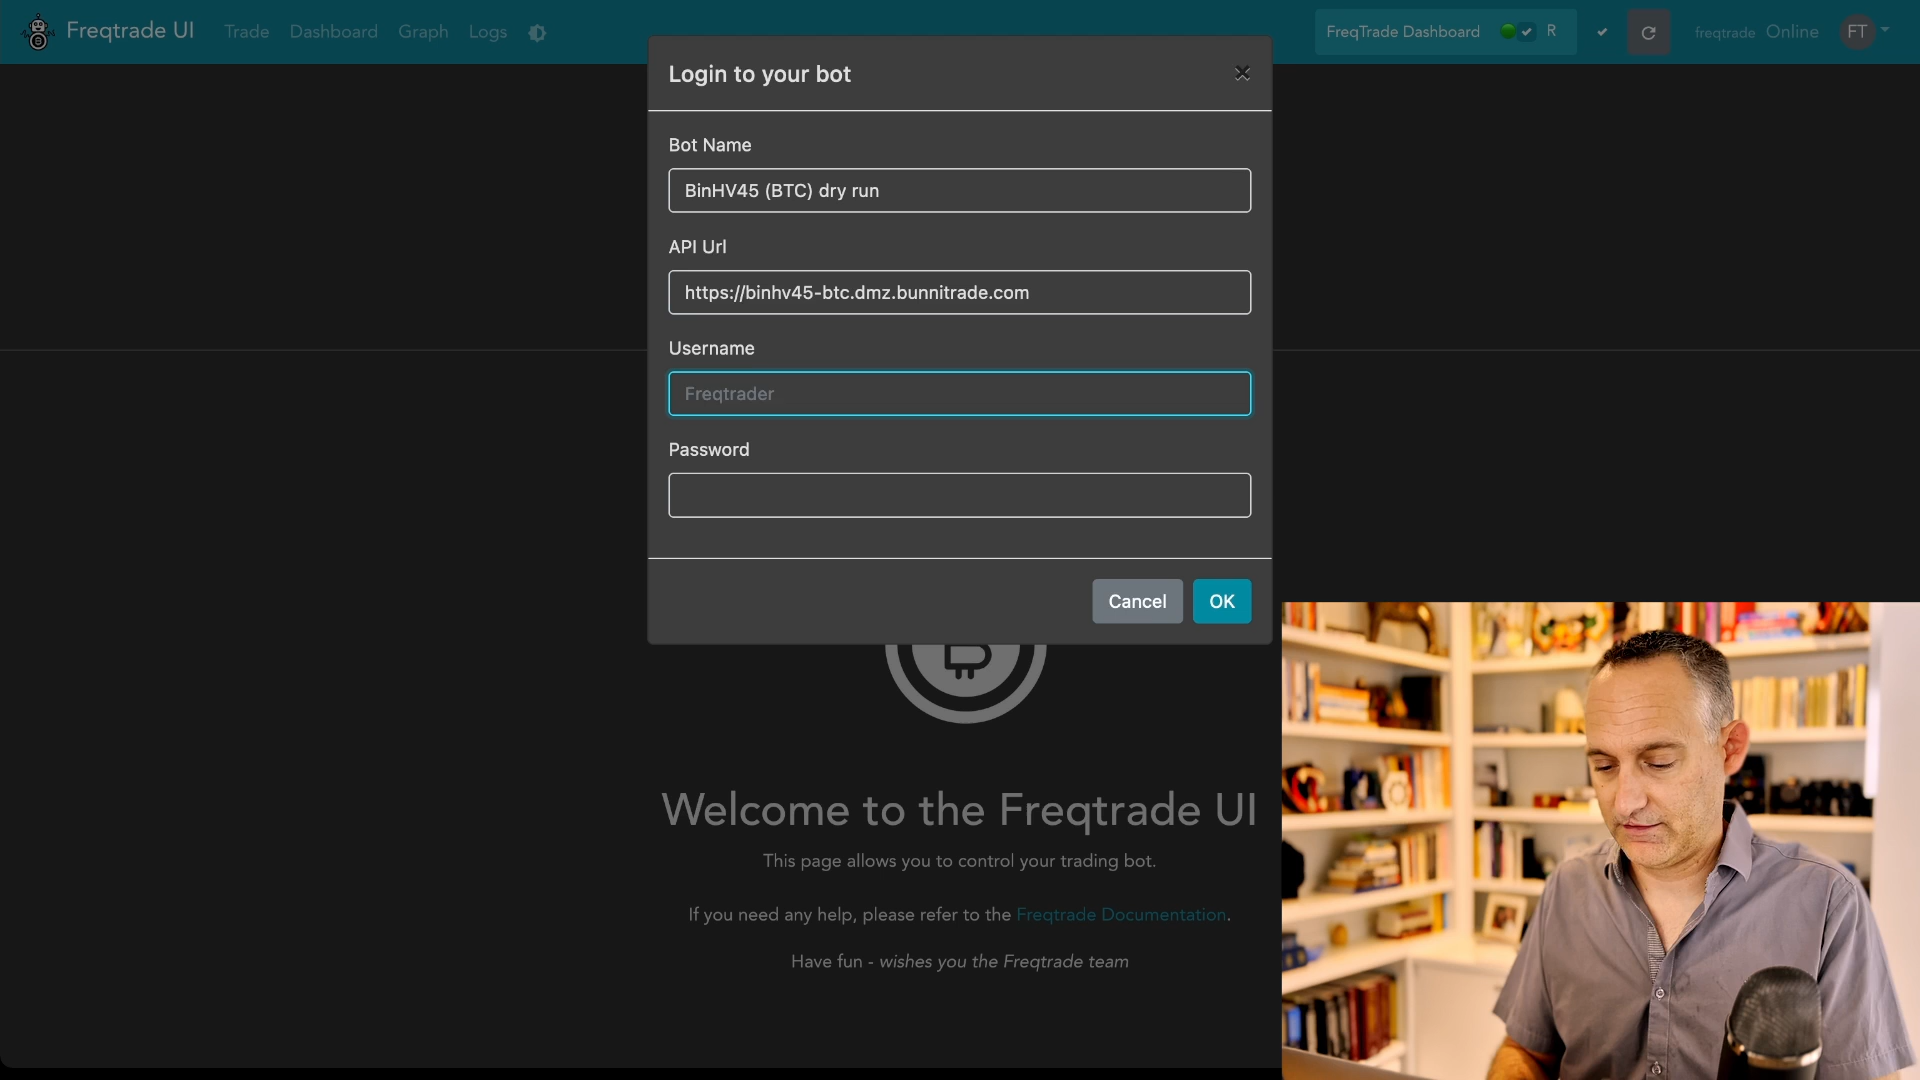 Freqtrade UI Trade Dashboard Graph Logs
FreqTrade Dashboard R
freqtrade Online FT
Login to your bot
Bot Name
BinHV45 (BTC) dry run
API Url
https://binhv45-btc.dmz.bunnitrade.com
Username
Freqtrader
Password
Cancel OK
Welcome to the Freqtrade UI
This page allows you to control your trading bot.
If you need any help, please refer to the Freqtrade Documentation.
Have fun - wishes you the Freqtrade team